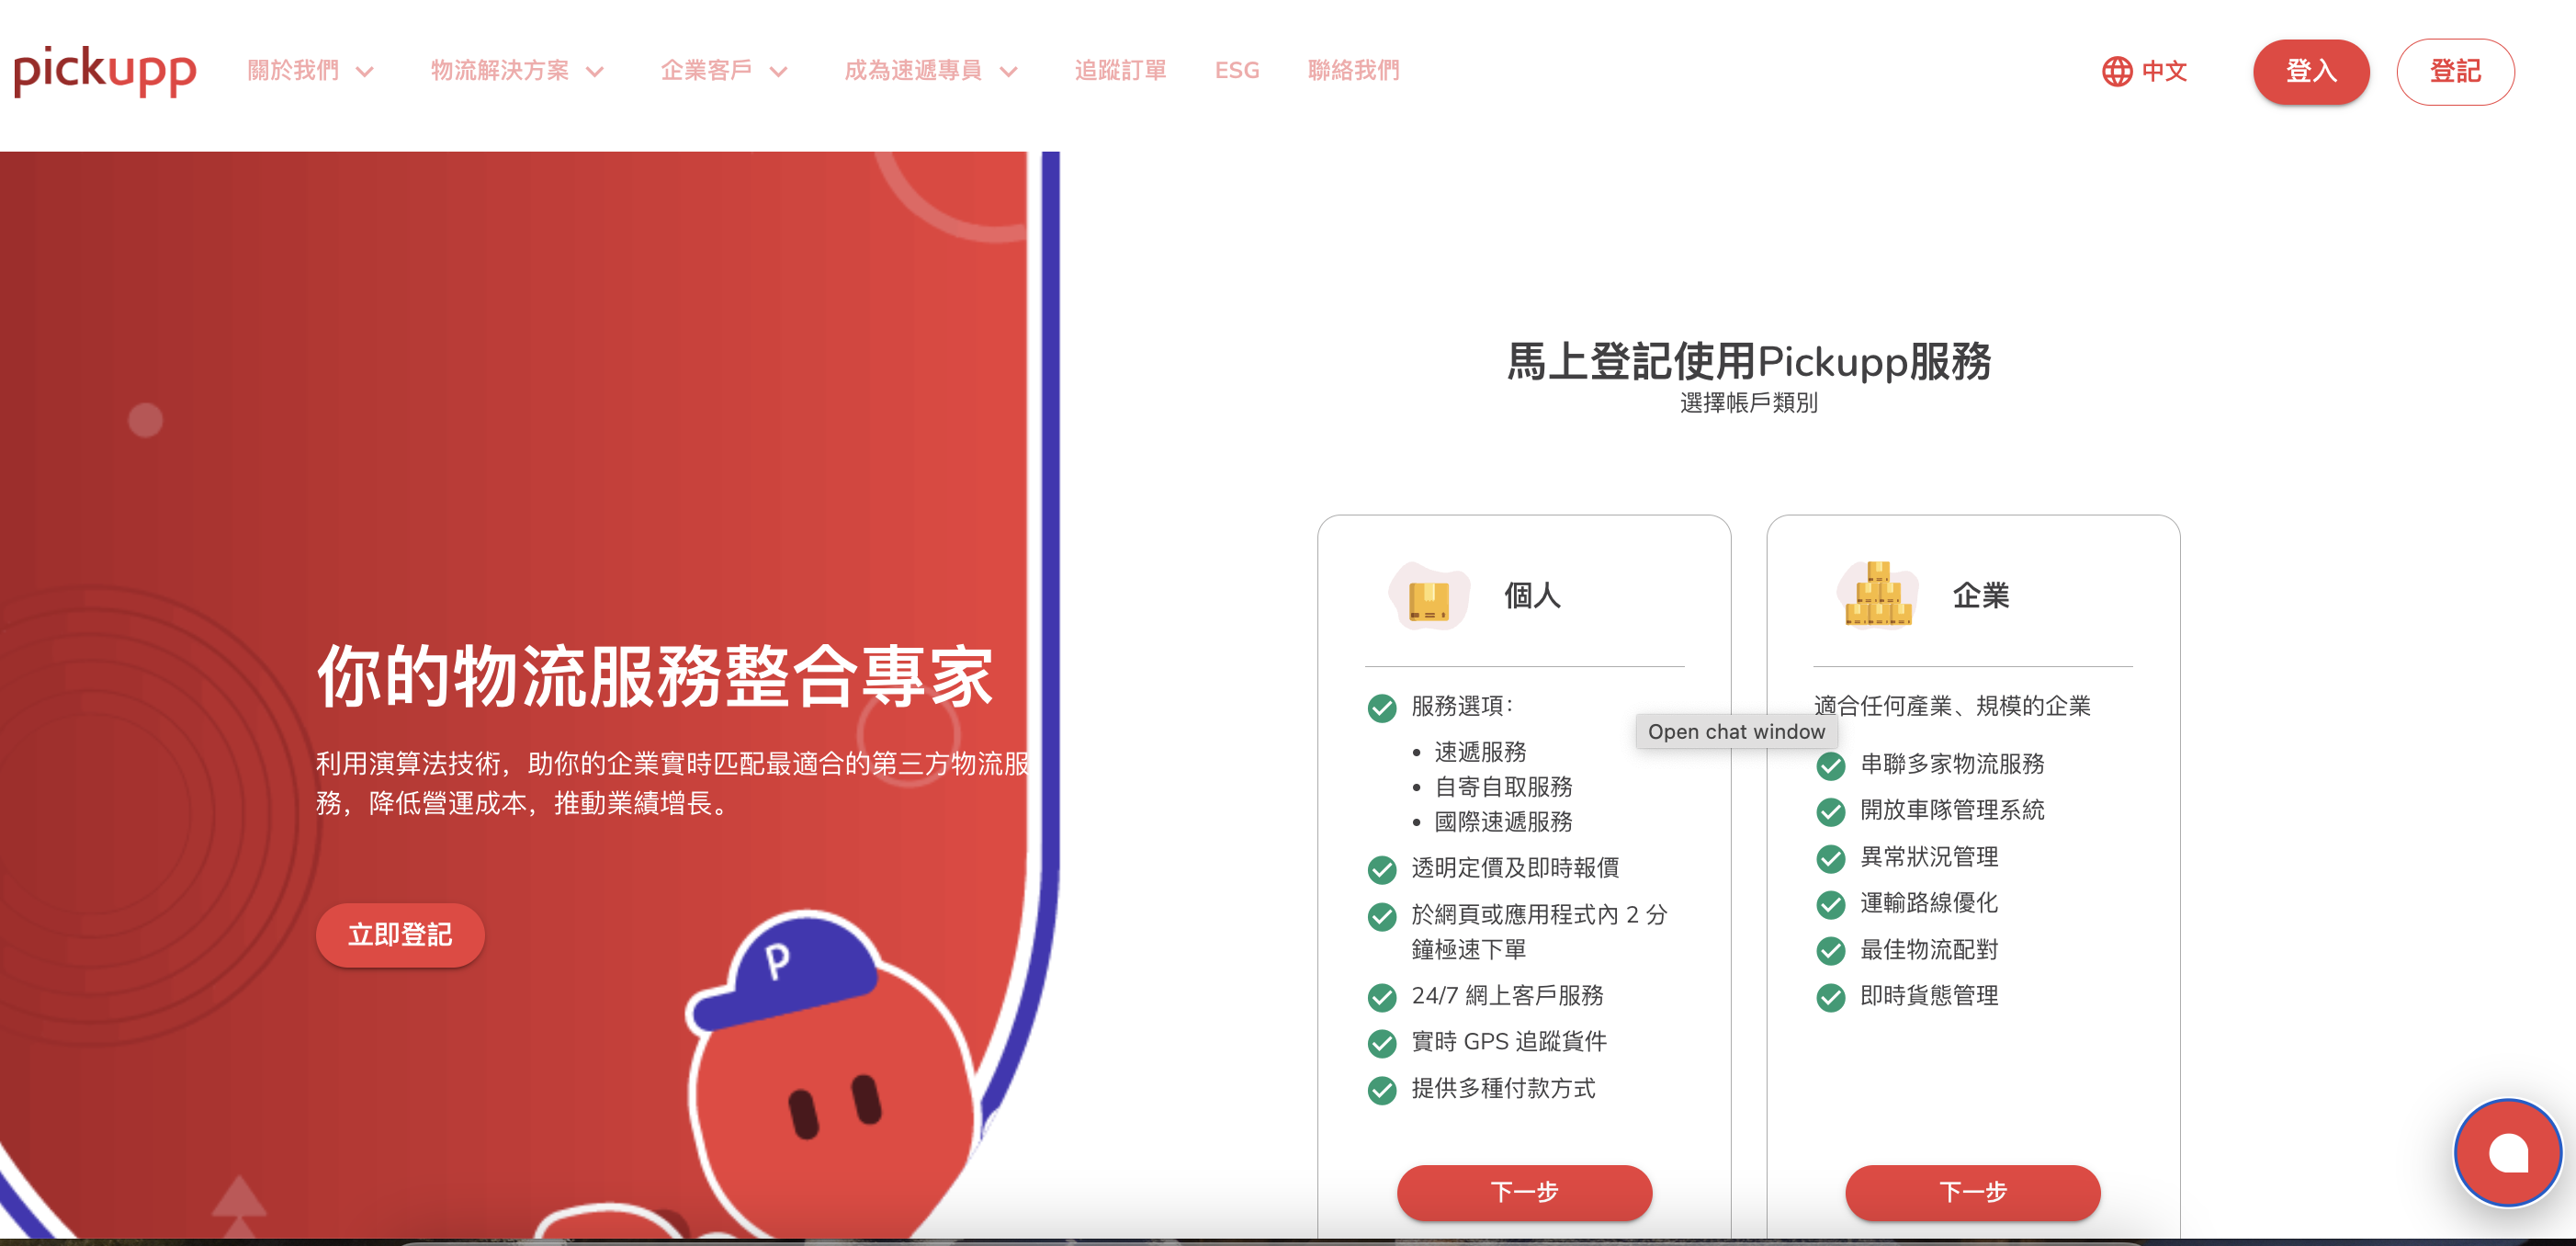 pickupp
關於我們
物流解決方案
企業客戶
成為速遞專員
追蹤訂單
ESG
聯絡我們
中文
登入
登記
你的物流服務整合專家
利用演算法技術，助你的企業實時匹配最適合的第三方物流服
務，降低營運成本，推動業績增長。
立即登記
P
馬上登記使用Pickupp服務
選擇帳戶類別
個人
服務選項：
• 速遞服務
• 自寄自取服務
• 國際速遞服務
透明定價及即時報價
於網頁或應用程式內 2 分
鐘極速下單
24/7 網上客戶服務
實時 GPS 追蹤貨件
提供多種付款方式
下一步
企業
適合任何產業、規模的企業
Open chat window
串聯多家物流服務
開放車隊管理系統
異常狀況管理
運輸路線優化
最佳物流配對
即時貨態管理
下一步